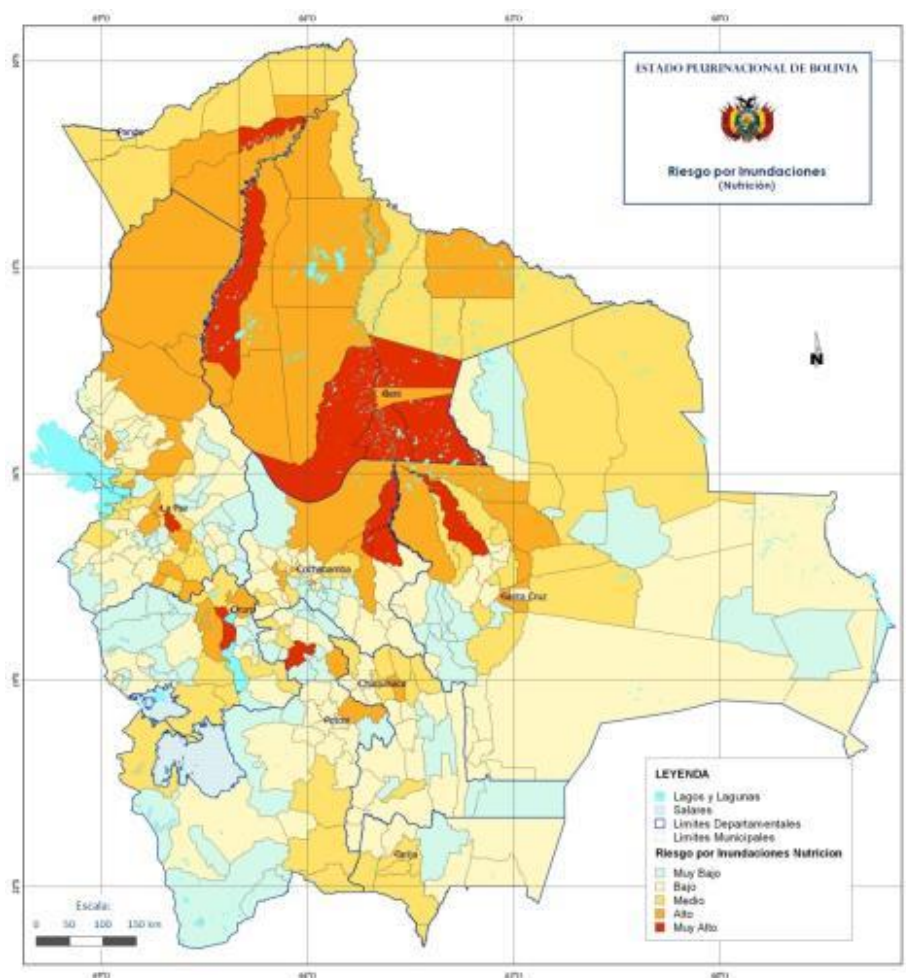 ESTADO PLURINACIONAL DE BOLIVIA
Riesgo por Inundaciones
(Nutrición)
Pando
Beni
N
La Paz
Cochabamba
Oruro
Santa Cruz
Chuquisaca
Potosi
Tarija
LEYENDA
Lagos y Lagunas
Salares
Limites Departamentales
Limites Municipales
Riesgo por Inundaciones Nutricion
Muy Bajo
Bajo
Medio
Alto
Muy Alto
Escala:
0 50 100 150 km